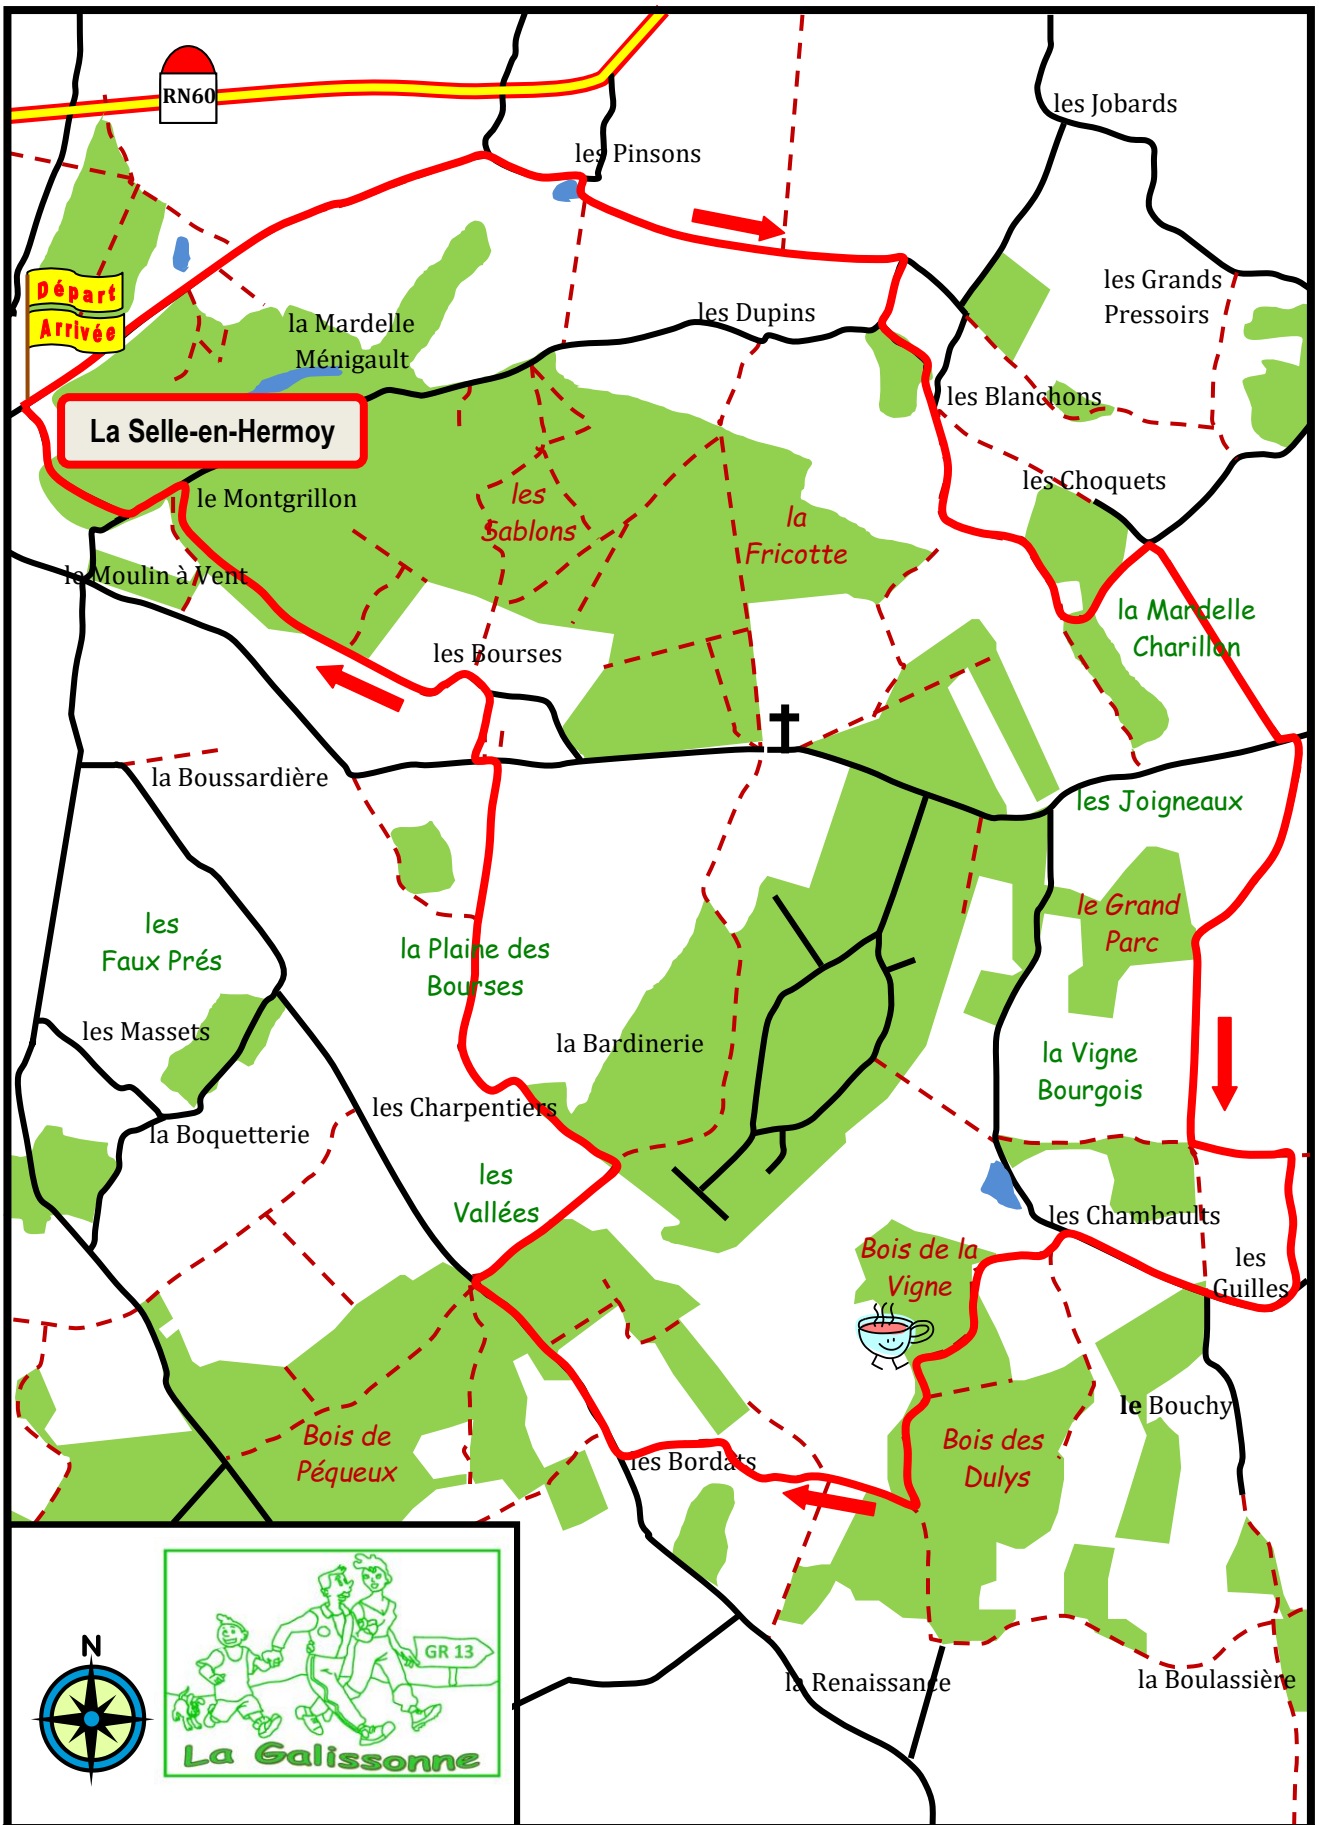 RN60
les Jobards
les Pinsons
Départ
Arrivée
les Grands
Pressoirs
la Mardelle
Ménigault
les Dupins
les Blanchons
La Selle-en-Hermoy
les Choquets
le Montgrillon
les
Sablons
la
Fricotte
le Moulin à Vent
la Mardelle
Charillon
les Bourses
la Boussardière
les Joigneaux
les
Faux Prés
la Plaine des
Bourses
le Grand
Parc
les Massets
la Bardinerie
la Vigne
Bourgois
les Charpentiers
la Boquetterie
les
Vallées
les Chambaults
Bois de la
Vigne
les
Guilles
le Bouchy
Bois de
Péqueux
les Bordats
Bois des
Dulys
N
GR 13
La Galissonne
la Renaissance
la Boulassière